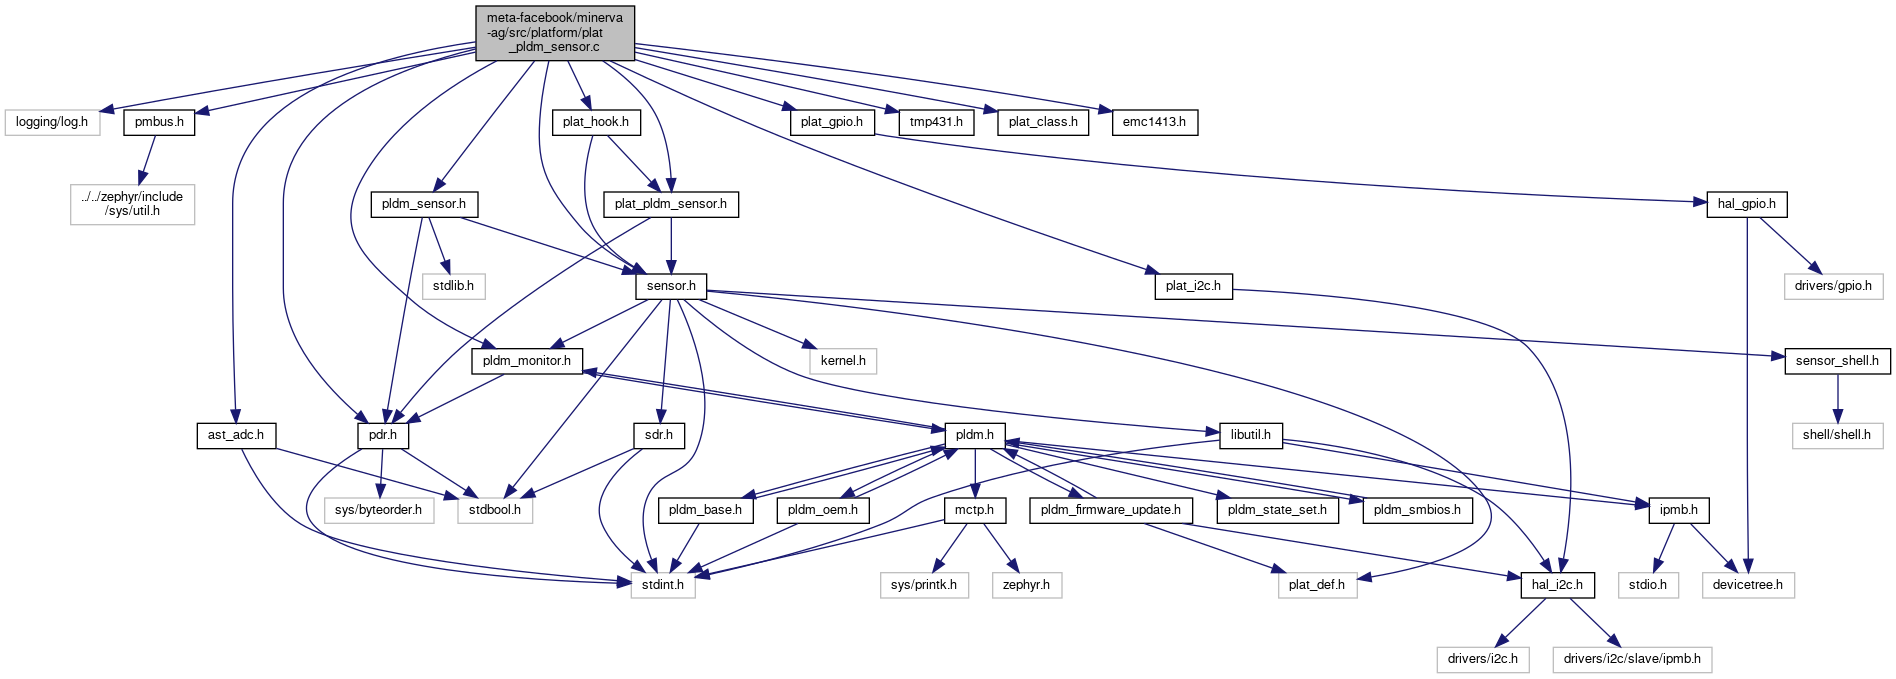 meta-facebook/minerva
-ag/src/platform/plat
_pldm_sensor.c
logging/log.h
pmbus.h
plat_hook.h
plat_gpio.h
tmp431.h
plat_class.h
emc1413.h
../../zephyr/include
/sys/util.h
pldm_sensor.h
plat_pldm_sensor.h
hal_gpio.h
stdlib.h
sensor.h
plat_i2c.h
drivers/gpio.h
pldm_monitor.h
kernel.h
sensor_shell.h
ast_adc.h
pdr.h
sdr.h
pldm.h
libutil.h
shell/shell.h
sys/byteorder.h
stdbool.h
pldm_base.h
pldm_oem.h
mctp.h
pldm_firmware_update.h
pldm_state_set.h
pldm_smbios.h
ipmb.h
stdint.h
sys/printk.h
zephyr.h
plat_def.h
hal_i2c.h
stdio.h
devicetree.h
drivers/i2c.h
drivers/i2c/slave/ipmb.h